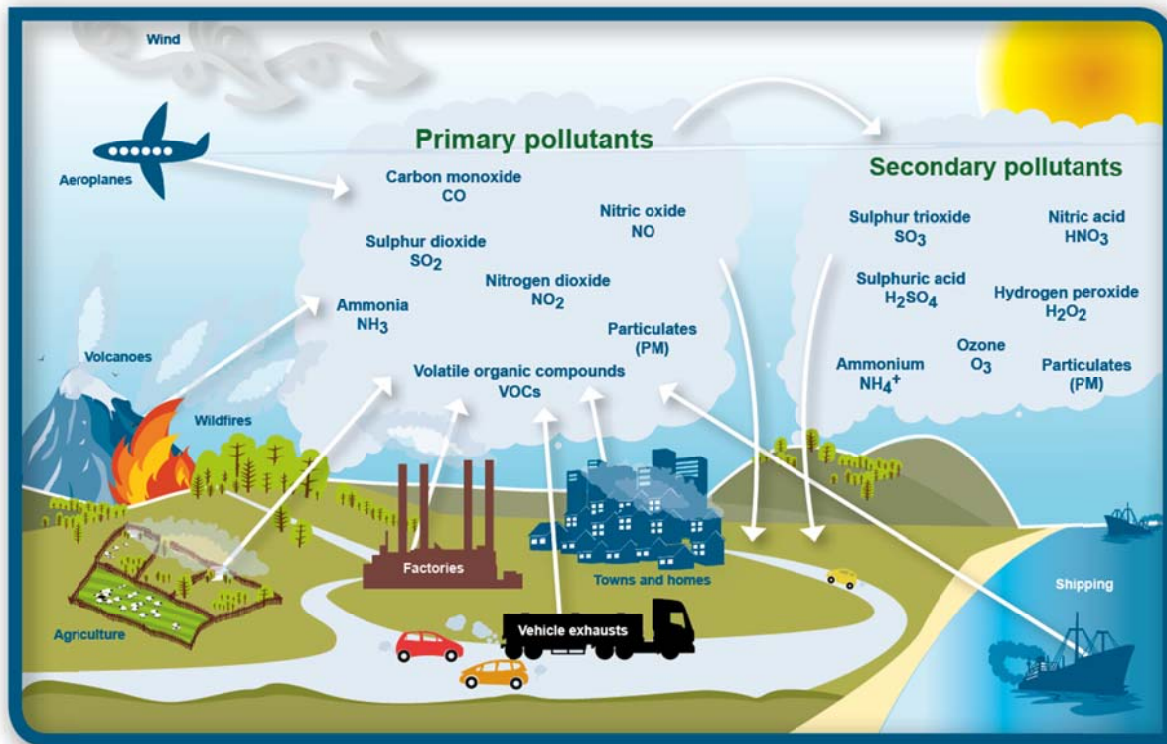 Wind
Aeroplanes
Primary pollutants
Carbon monoxide
CO
Nitric oxide
NO
Sulphur dioxide
SO₂
Nitrogen dioxide
NO₂
Ammonia
NH₃
Particulates
(PM)
Volatile organic compounds
VOCs
Secondary pollutants
Sulphur trioxide
SO₃
Nitric acid
HNO₃
Sulphuric acid
H₂SO₄
Hydrogen peroxide
H₂O₂
Ozone
O₃
Ammonium
NH₄⁺
Particulates
(PM)
Volcanoes
Wildfires
Agriculture
Factories
Towns and homes
Vehicle exhausts
Shipping